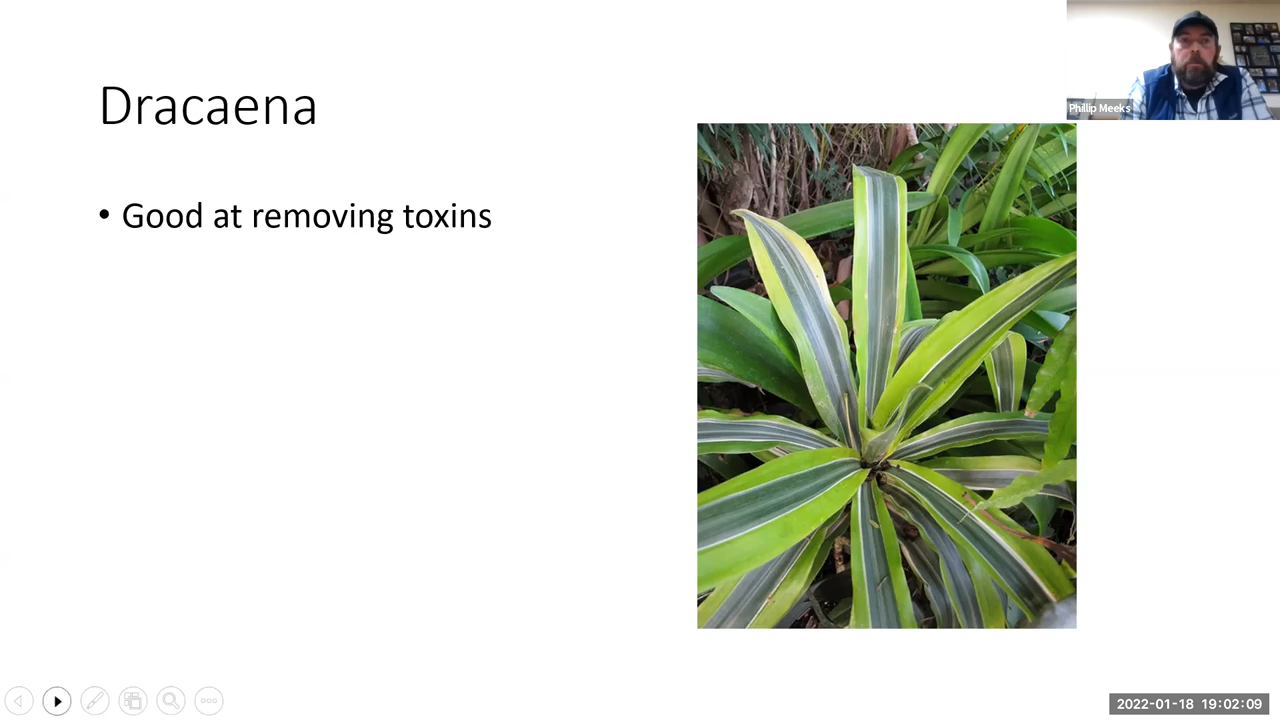 Phillip Meeks
Dracaena
• Good at removing toxins
2022-01-18 19:02:09